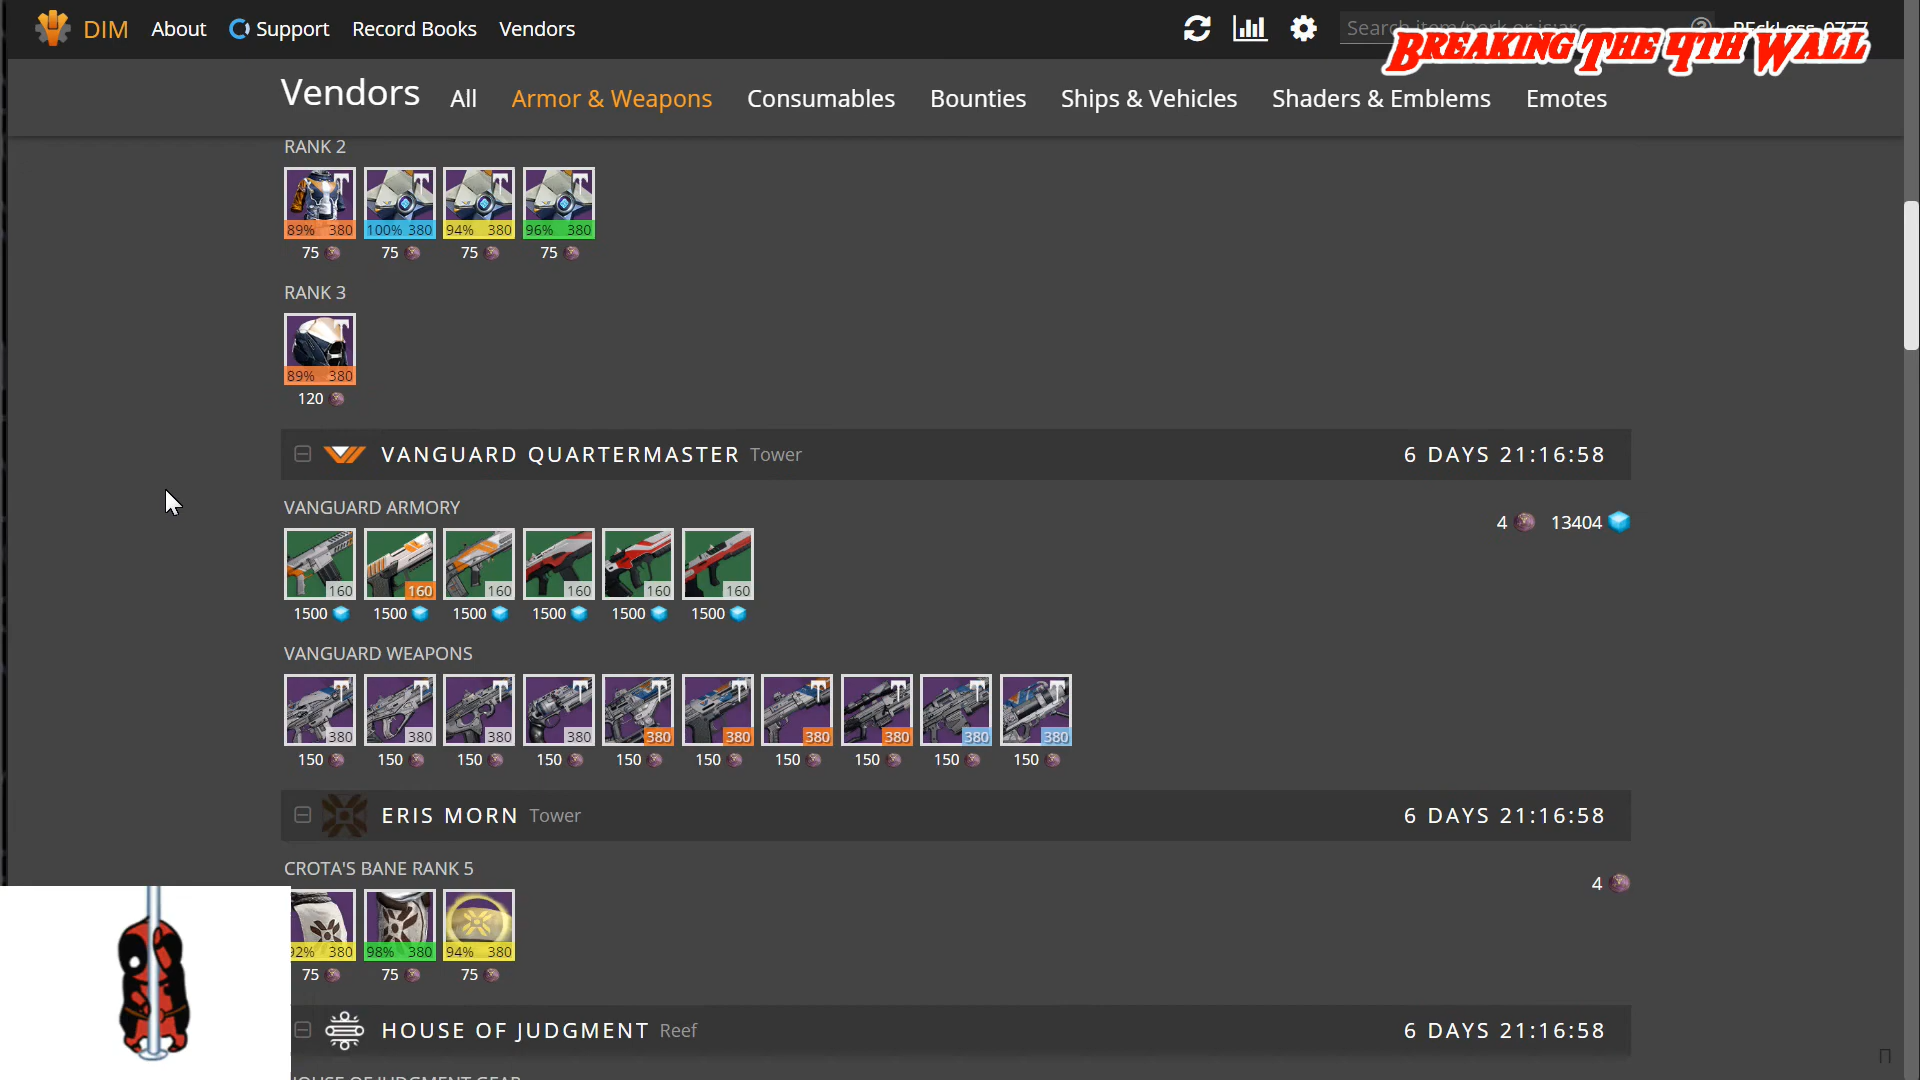 DIM About Support Record Books Vendors
BREAKING THE 4TH WALL
Vendors All Armor & Weapons Consumables Bounties Ships & Vehicles Shaders & Emblems Emotes
RANK 2
89% 380 100% 380 94% 380 96% 380
75 75 75 75
RANK 3
89% 380
120
VANGUARD QUARTERMASTER Tower 6 DAYS 21:16:58
VANGUARD ARMORY
4 13404
160 160 160 160 160 160
1500 1500 1500 1500 1500 1500
VANGUARD WEAPONS
380 380 380 380 380 380 380 380 380 380
150 150 150 150 150 150 150 150 150 150
ERIS MORN Tower 6 DAYS 21:16:58
CROTA'S BANE RANK 5
4
92% 380 98% 380 94% 380
75 75 75
HOUSE OF JUDGMENT Reef 6 DAYS 21:16:58
HOUSE OF JUDGMENT GEAR